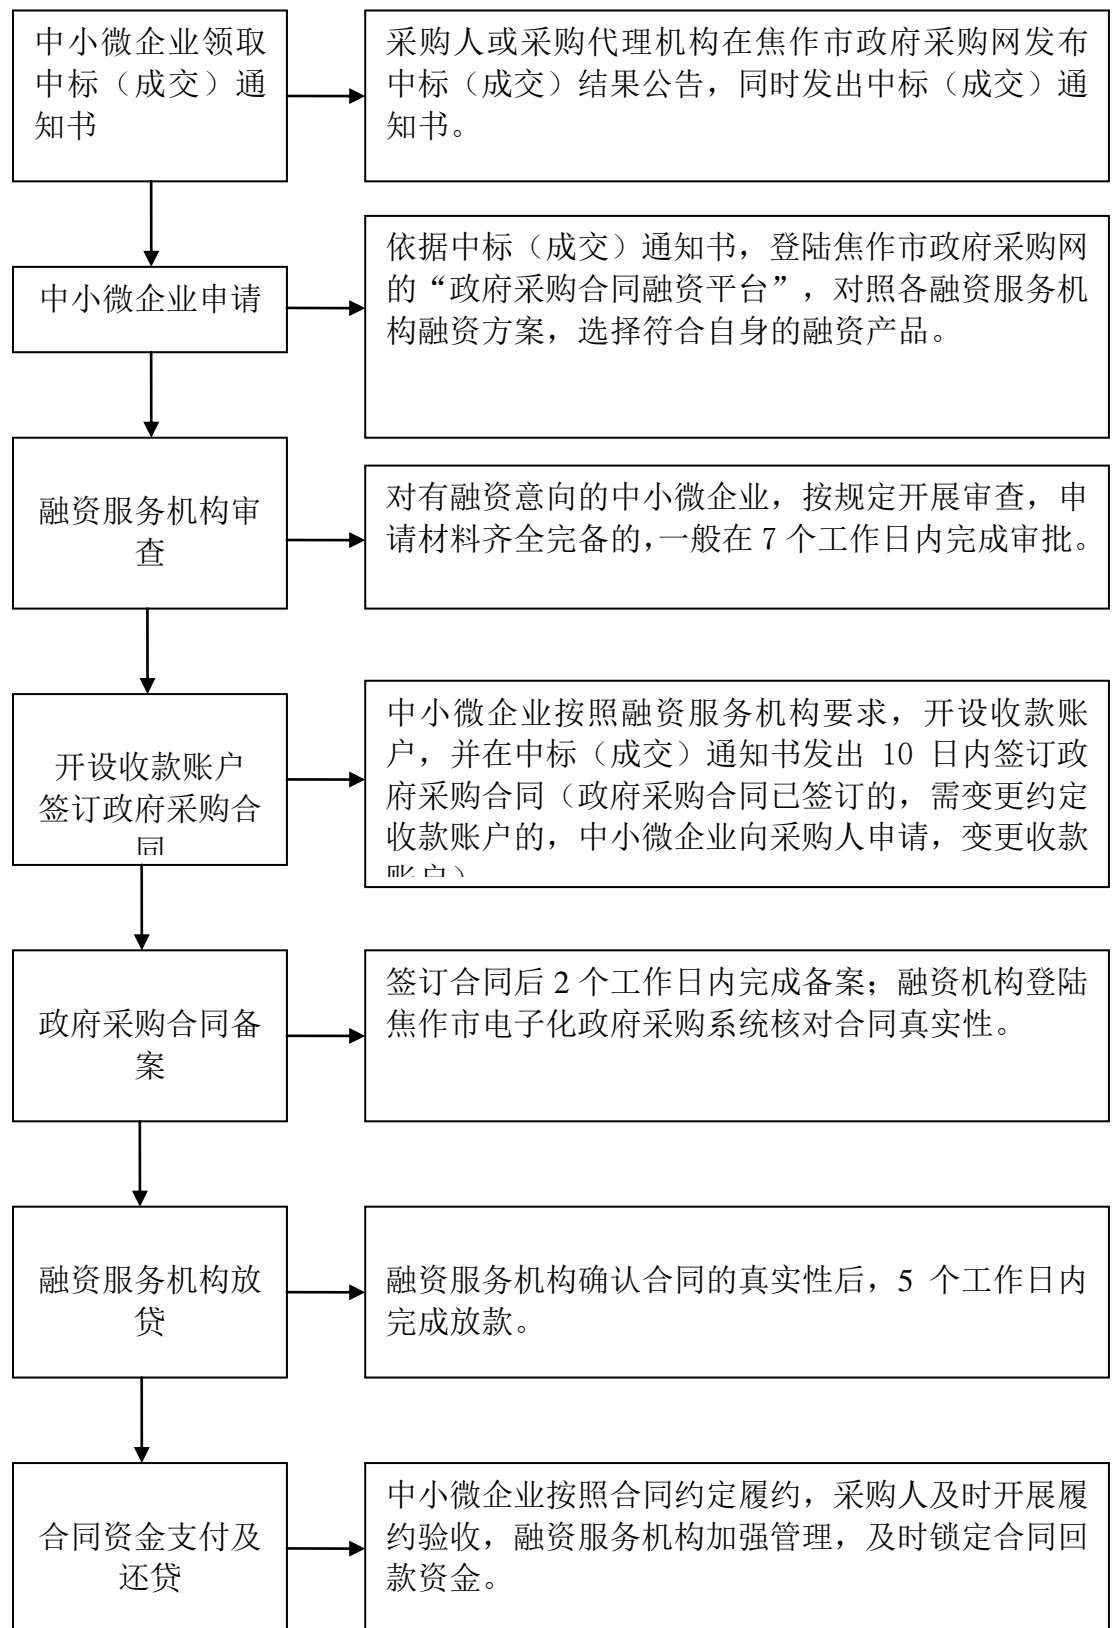 中小微企业领取
中标（成交）通
知书
采购人或采购代理机构在焦作市政府采购网发布
中标（成交）结果公告，同时发出中标（成交）通
知书。
中小微企业申请
依据中标（成交）通知书，登陆焦作市政府采购网
的“政府采购合同融资平台”，对照各融资服务机
构融资方案，选择符合自身的融资产品。
融资服务机构审
查
对有融资意向的中小微企业，按规定开展审查，申
请材料齐全完备的，一般在 7 个工作日内完成审批。
开设收款账户
签订政府采购合
同
中小微企业按照融资服务机构要求，开设收款账
户，并在中标（成交）通知书发出 10 日内签订政
府采购合同（政府采购合同已签订的，需变更约定
收款账户的，中小微企业向采购人申请，变更收款
账户）
政府采购合同备
案
签订合同后 2 个工作日内完成备案；融资机构登陆
焦作市电子化政府采购系统核对合同真实性。
融资服务机构放
贷
融资服务机构确认合同的真实性后，5 个工作日内
完成放款。
合同资金支付及
还贷
中小微企业按照合同约定履约，采购人及时开展履
约验收，融资服务机构加强管理，及时锁定合同回
款资金。